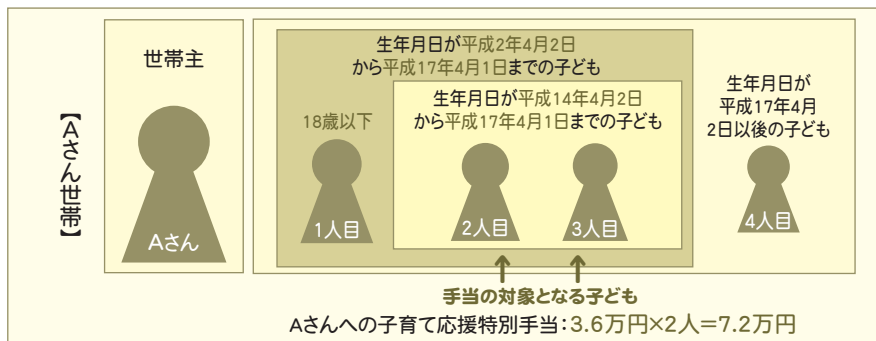 【Aさん世帯】
世帯主
Aさん
生年月日が平成2年4月2日
から平成17年4月1日までの子ども
18歳以下
1人目
生年月日が平成14年4月2日
から平成17年4月1日までの子ども
2人目
3人目
生年月日が
平成17年4月
2日以後の子ども
4人目
手当の対象となる子ども
Aさんへの子育て応援特別手当：3.6万円×2人＝7.2万円